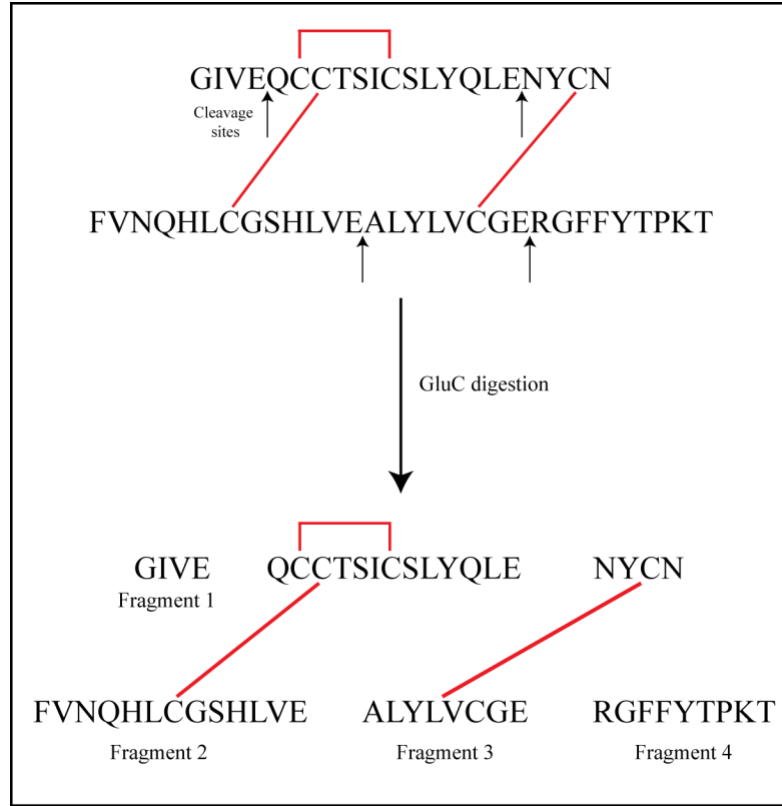 GIVEQCCTSICSLYQLENYCN
Cleavage
sites
FVNQHLCGSHLVEALYLVCGERGFFYTPKT
GluC digestion
GIVE QCCTSICSLYQLE NYCN
Fragment 1
FVNQHLCGSHLVE ALYLVCGE RGFFYTPKT
Fragment 2 Fragment 3 Fragment 4